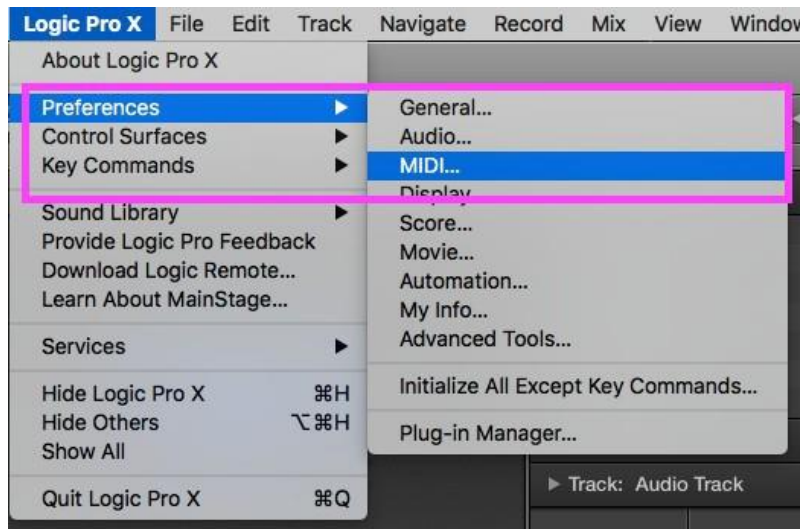 Logic Pro X File Edit Track Navigate Record Mix View Window
About Logic Pro X
Preferences
Control Surfaces
Key Commands
Sound Library
Provide Logic Pro Feedback
Download Logic Remote...
Learn About MainStage...
Services
Hide Logic Pro X ⌘H
Hide Others ⌥⌘H
Show All
Quit Logic Pro X ⌘Q
General...
Audio...
MIDI...
Display
Score...
Movie...
Automation...
My Info...
Advanced Tools...
Initialize All Except Key Commands...
Plug-in Manager...
Track: Audio Track